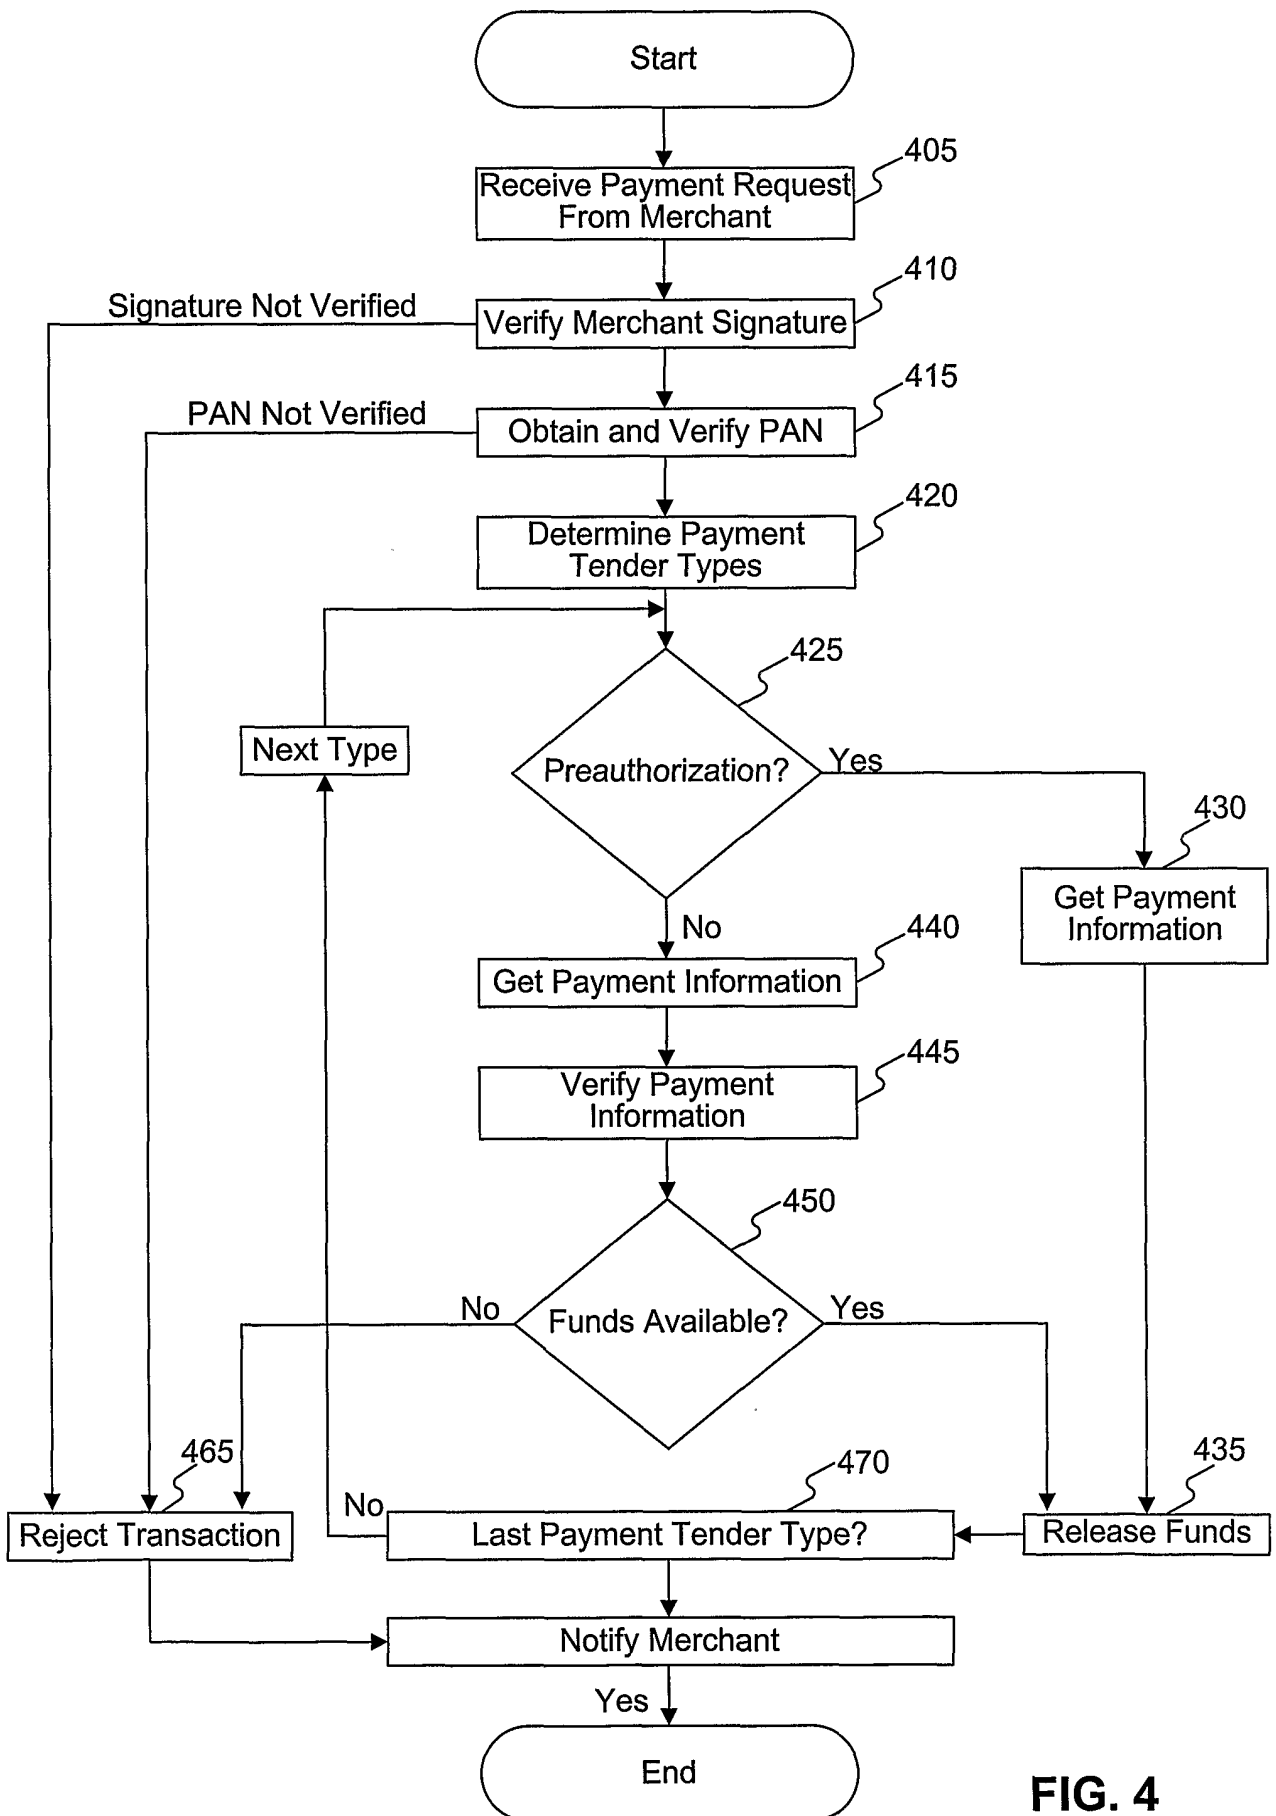 Start
405
Receive Payment Request
From Merchant
410
Signature Not Verified
Verify Merchant Signature
415
PAN Not Verified
Obtain and Verify PAN
420
Determine Payment
Tender Types
425
Next Type
Preauthorization?
Yes
430
Get Payment
Information
No
440
Get Payment Information
445
Verify Payment
Information
450
No
Funds Available?
Yes
465
470
435
No
Reject Transaction
Last Payment Tender Type?
Release Funds
Notify Merchant
Yes
End
FIG. 4